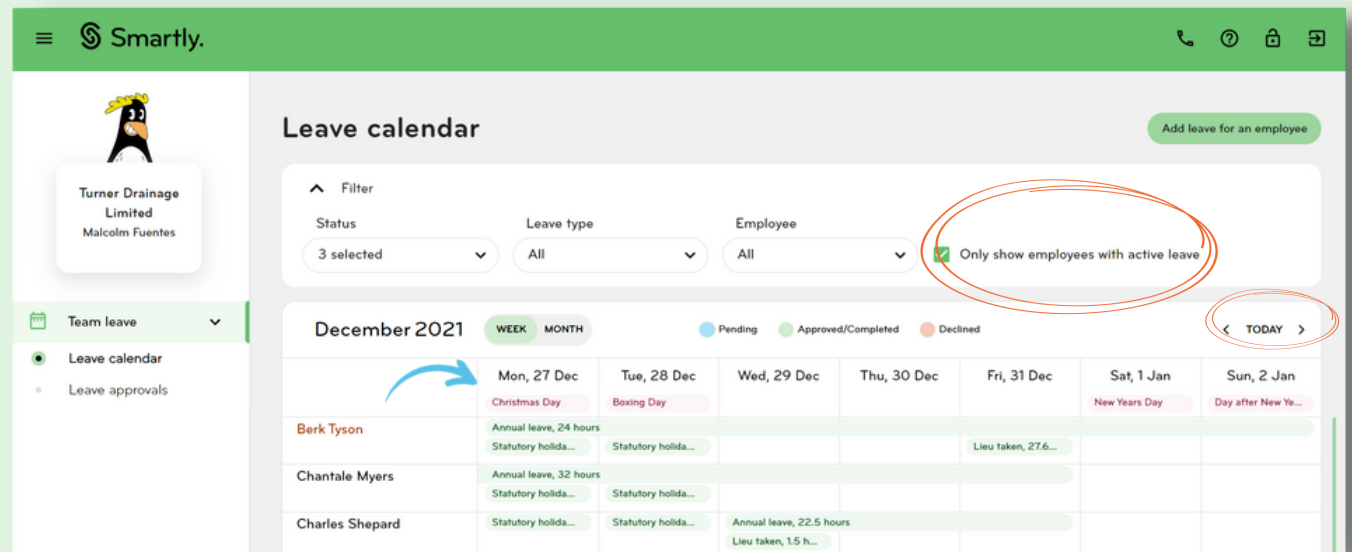 Smartly.
Leave calendar
Add leave for an employee
Turner Drainage
Limited
Malcolm Fuentes
Filter
Status
Leave type
Employee
3 selected
All
All
Only show employees with active leave
Team leave
Leave calendar
Leave approvals
December 2021
WEEK MONTH
Pending
Approved/Completed
Declined
< TODAY >
Mon, 27 Dec
Tue, 28 Dec
Wed, 29 Dec
Thu, 30 Dec
Fri, 31 Dec
Sat, 1 Jan
Sun, 2 Jan
Christmas Day
Boxing Day
New Years Day
Day after New Ye...
Berk Tyson
Annual leave, 24 hours
Statutory holida...
Statutory holida...
Lieu taken, 27.6...
Chantale Myers
Annual leave, 32 hours
Statutory holida...
Statutory holida...
Charles Shepard
Statutory holida...
Statutory holida...
Annual leave, 22.5 hours
Lieu taken, 1.5 h...